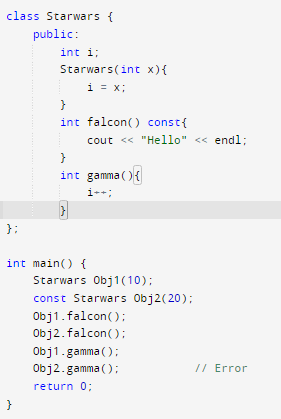 class Starwars {
    public:
        int i;
        Starwars(int x){
            i = x;
        }
        int falcon() const{
            cout << "Hello" << endl;
        }
        int gamma(){
            i++;
        }
};
int main() {
    Starwars Obj1(10);
    const Starwars Obj2(20);
    Obj1.falcon();
    Obj2.falcon();
    Obj1.gamma();
    Obj2.gamma();           // Error
    return 0;
}